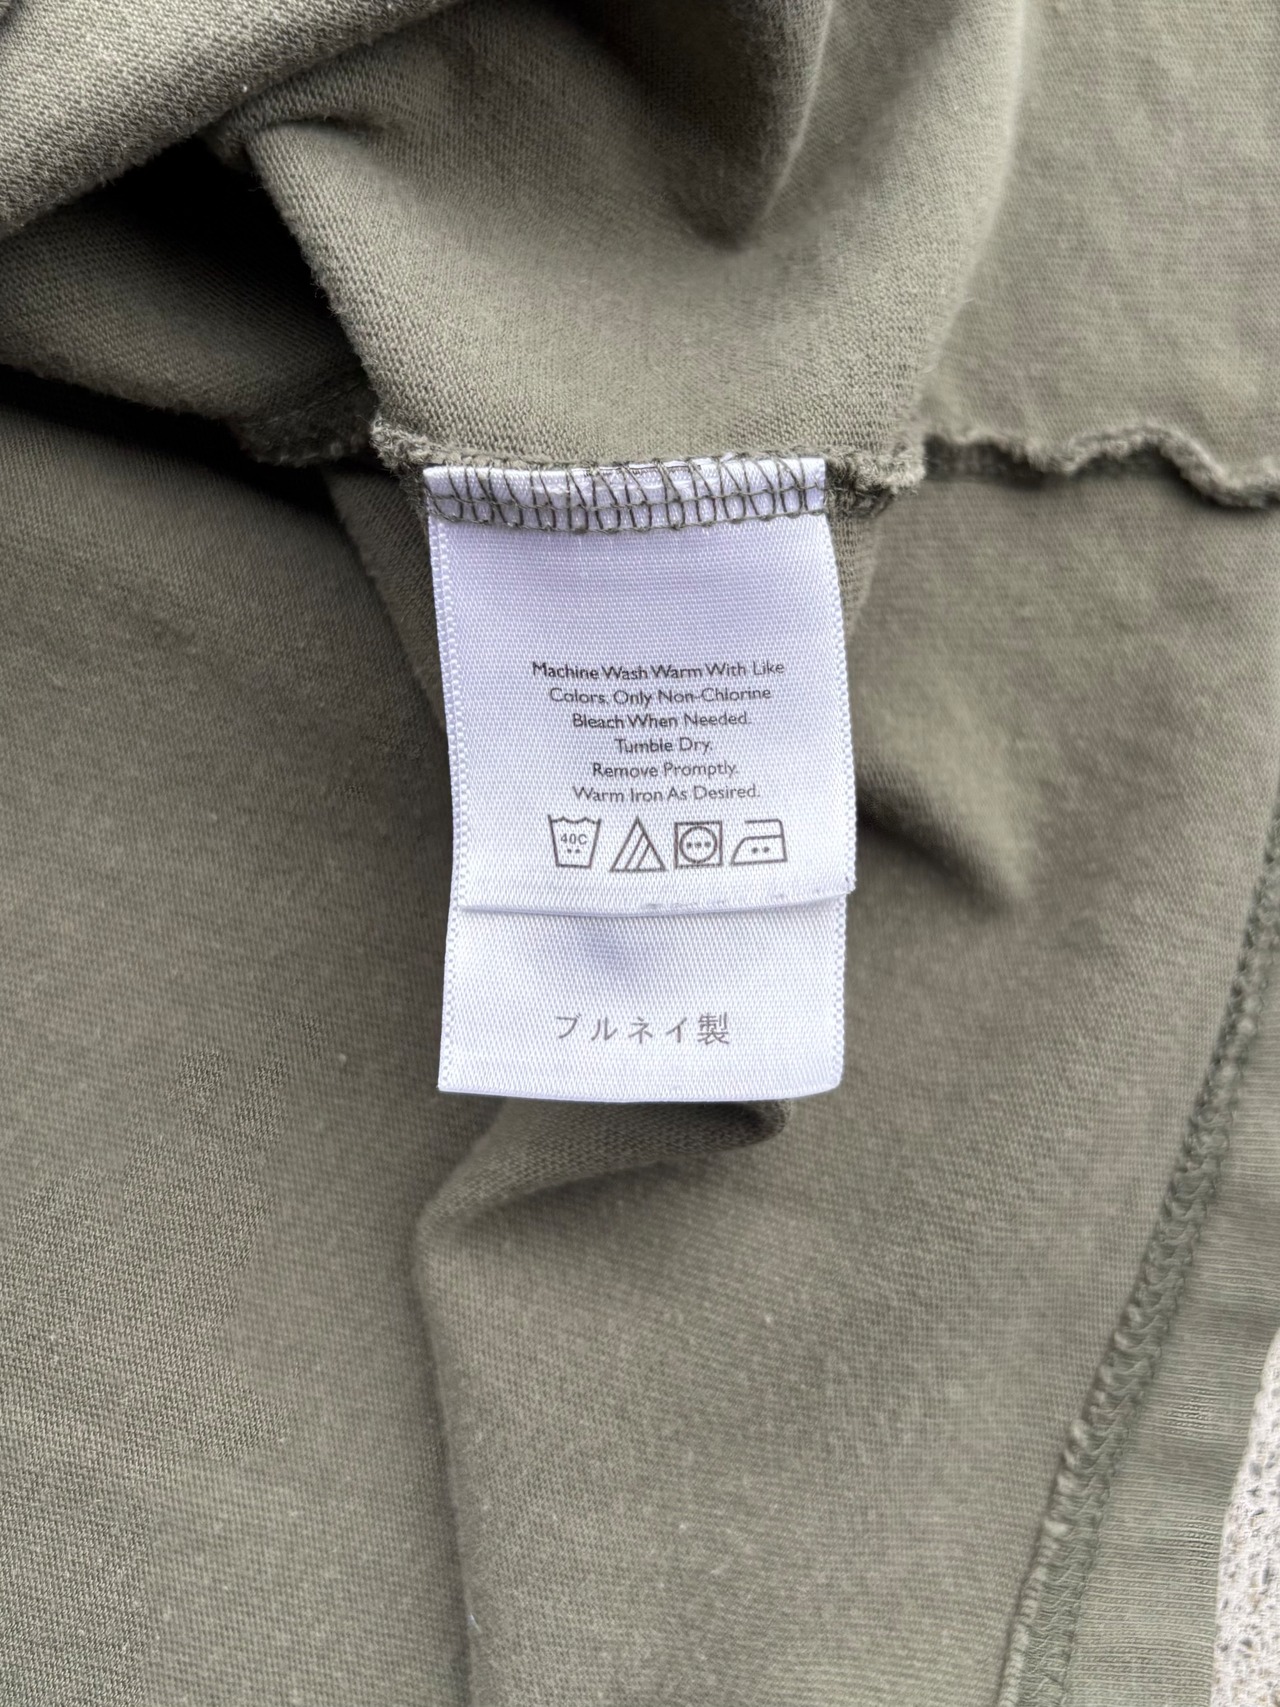 Machine Wash Warm With Like
Colors. Only Non-Chlorine
Bleach When Needed.
Tumble Dry.
Remove Promptly.
Warm Iron As Desired.
40C
ブルネイ製